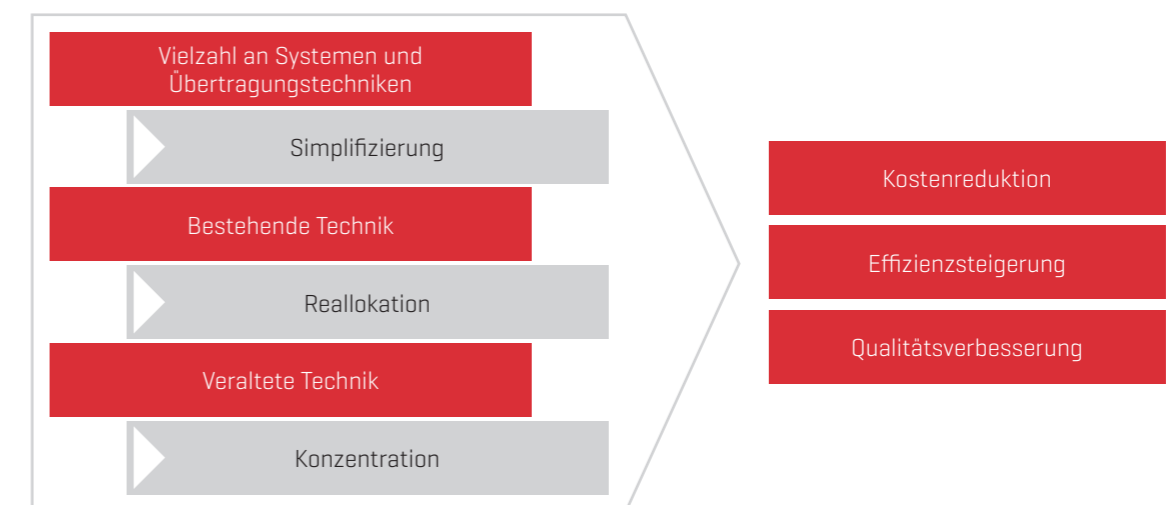 Vielzahl an Systemen und
Übertragungstechniken
Simplifizierung
Bestehende Technik
Reallokation
Veraltete Technik
Konzentration
Kostenreduktion
Effizienzsteigerung
Qualitätsverbesserung